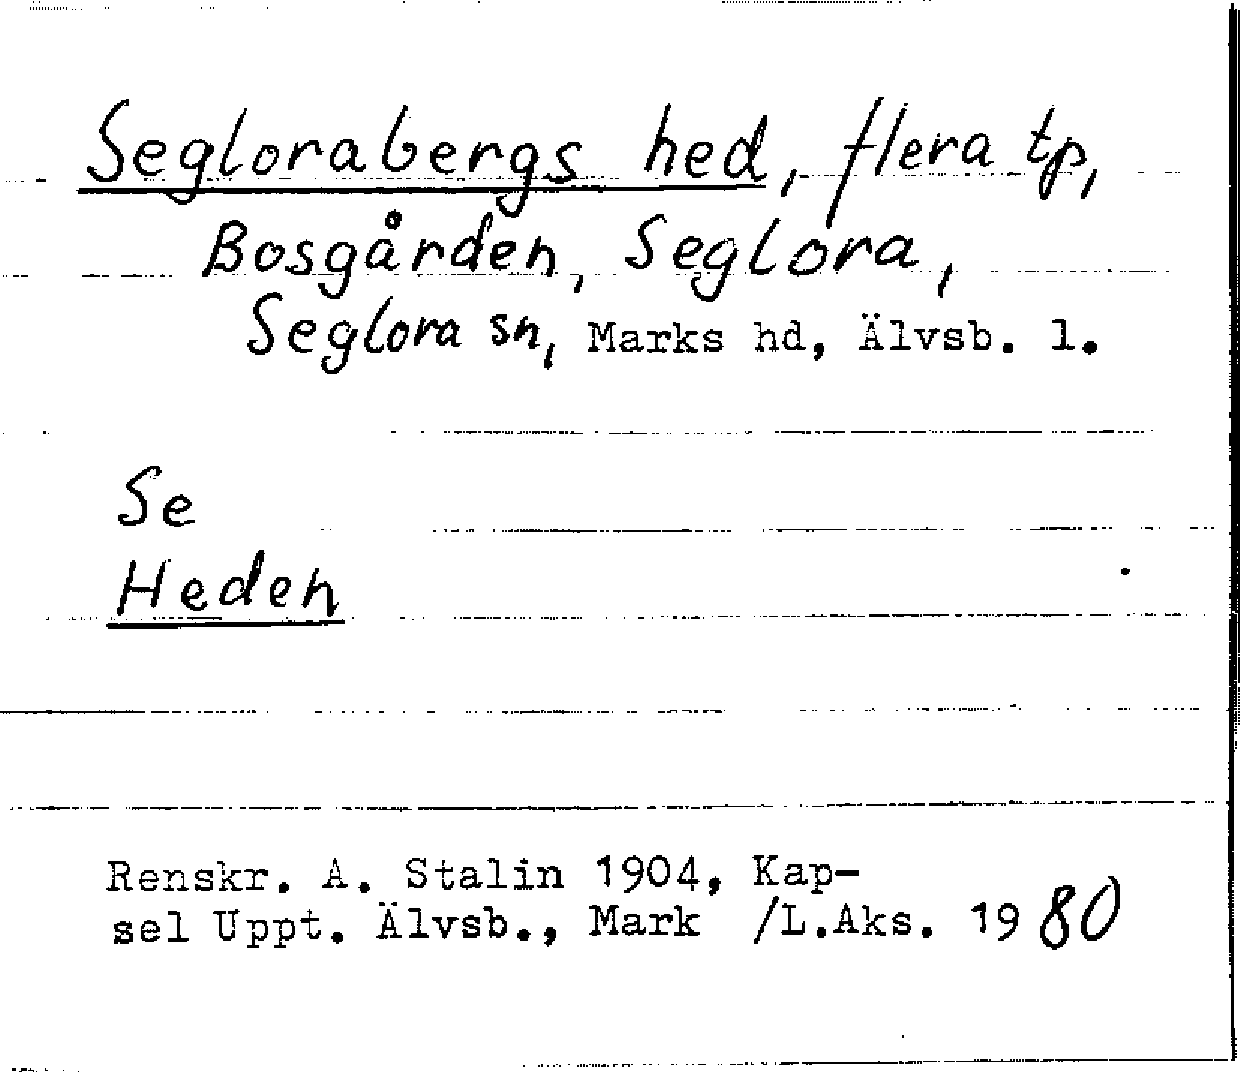 Seglorabergs hed, flera tp,
Bosgården, Seglora,
Seglora sn, Marks hd, Älvsb. l.
Se
Heden
Renskr. A. Stalin 1904, Kap-
sel Uppt. Älvsb., Mark /L.Aks. 1980